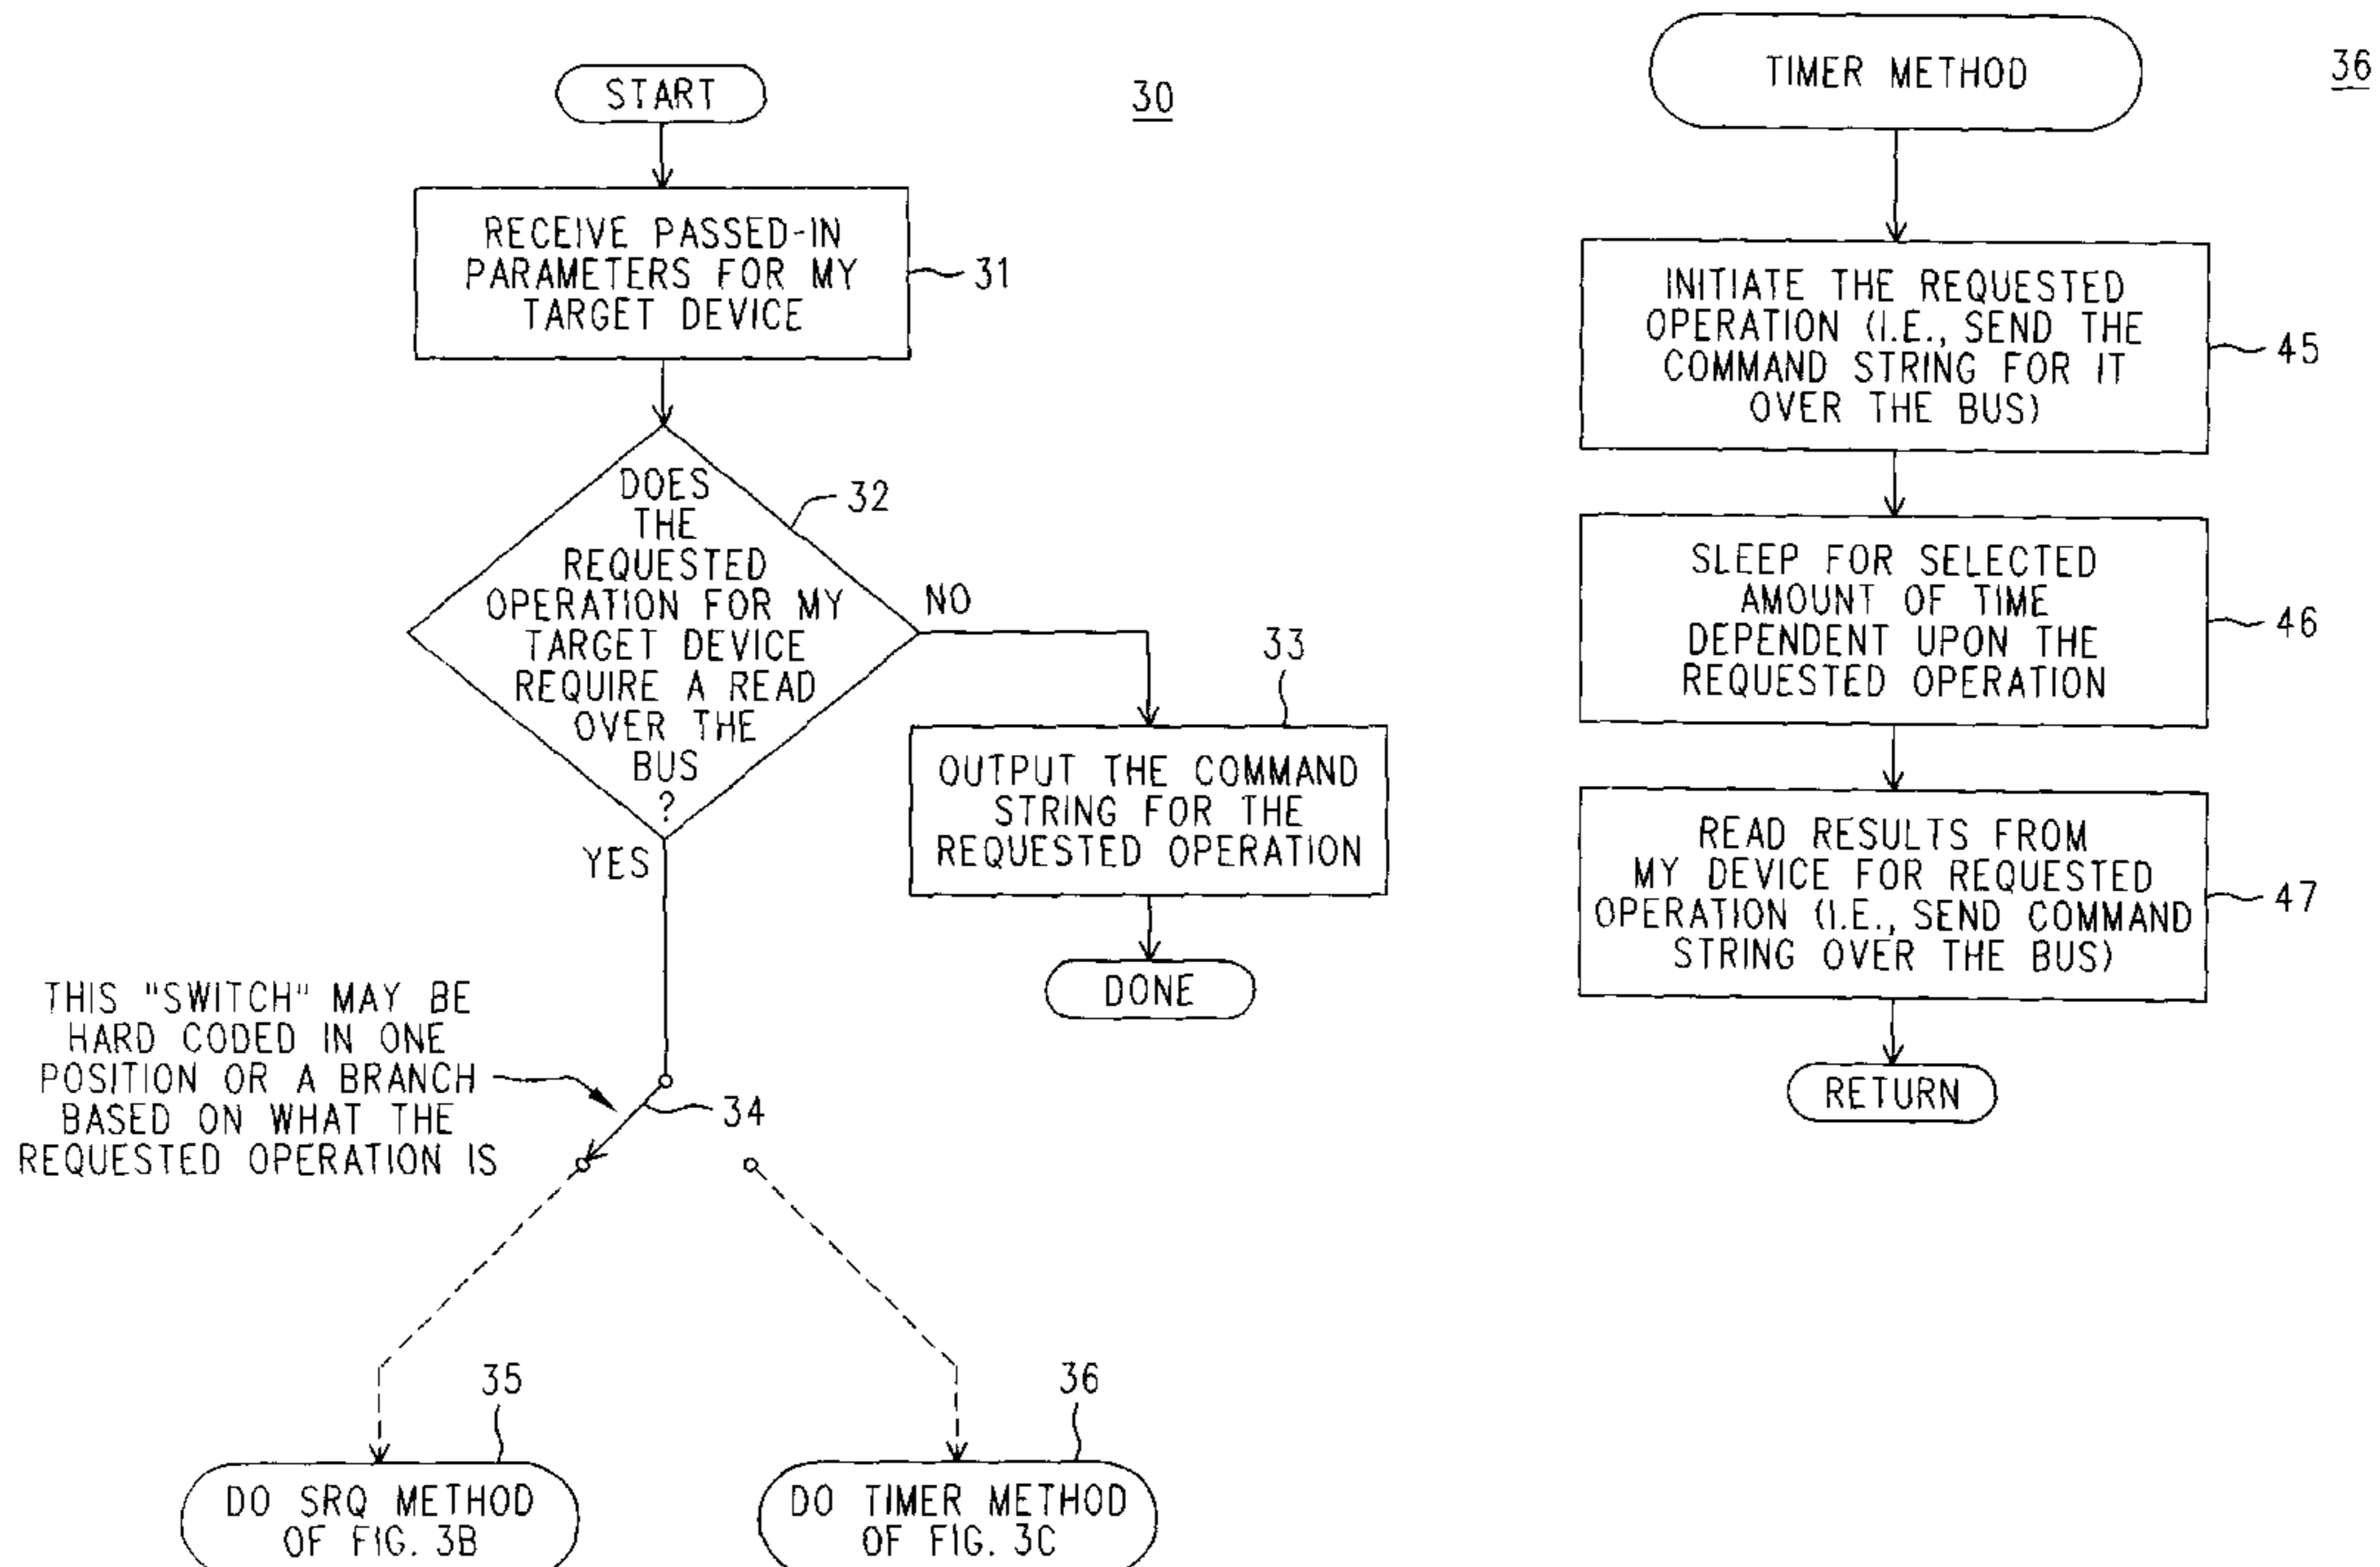 START
30
RECEIVE PASSED-IN
PARAMETERS FOR MY
TARGET DEVICE
31
DOES
THE
REQUESTED
OPERATION FOR MY
TARGET DEVICE
REQUIRE A READ
OVER THE
BUS
?
32
NO
YES
33
OUTPUT THE COMMAND
STRING FOR THE
REQUESTED OPERATION
DONE
THIS "SWITCH" MAY BE
HARD CODED IN ONE
POSITION OR A BRANCH
BASED ON WHAT THE
REQUESTED OPERATION IS
34
35
DO SRQ METHOD
OF FIG. 3B
36
DO TIMER METHOD
OF FIG. 3C
TIMER METHOD
36
INITIATE THE REQUESTED
OPERATION (I.E., SEND THE
COMMAND STRING FOR IT
OVER THE BUS)
45
SLEEP FOR SELECTED
AMOUNT OF TIME
DEPENDENT UPON THE
REQUESTED OPERATION
46
READ RESULTS FROM
MY DEVICE FOR REQUESTED
OPERATION (I.E., SEND COMMAND
STRING OVER THE BUS)
47
RETURN